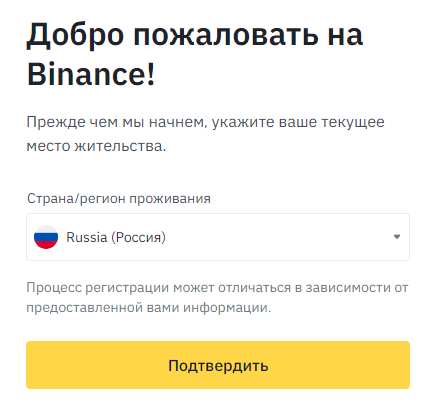 Добро пожаловать на
Binance!
Прежде чем мы начнем, укажите ваше текущее
место жительства.
Страна/регион проживания
Russia (Россия)
Процесс регистрации может отличаться в зависимости от
предоставленной вами информации.
Подтвердить